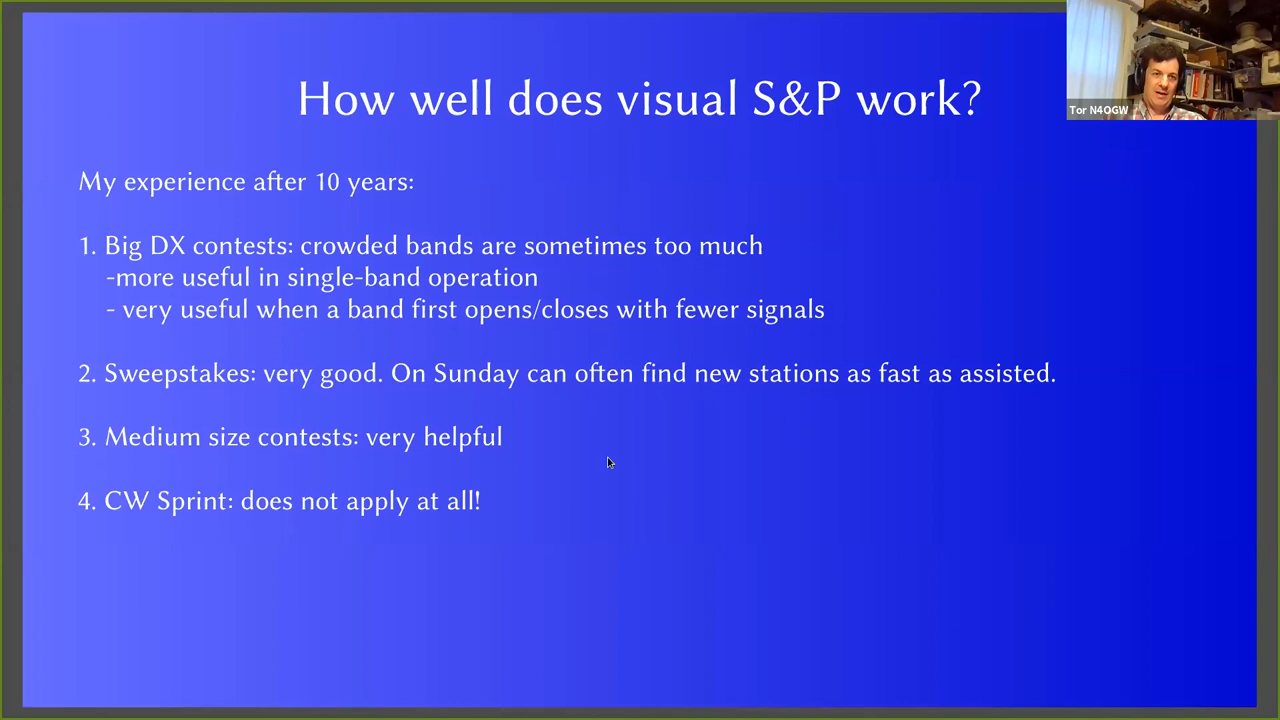 How well does visual S&P work?
Tor N4OGW
My experience after 10 years:
1. Big DX contests: crowded bands are sometimes too much
-more useful in single-band operation
- very useful when a band first opens/closes with fewer signals
2. Sweepstakes: very good. On Sunday can often find new stations as fast as assisted.
3. Medium size contests: very helpful
4. CW Sprint: does not apply at all!